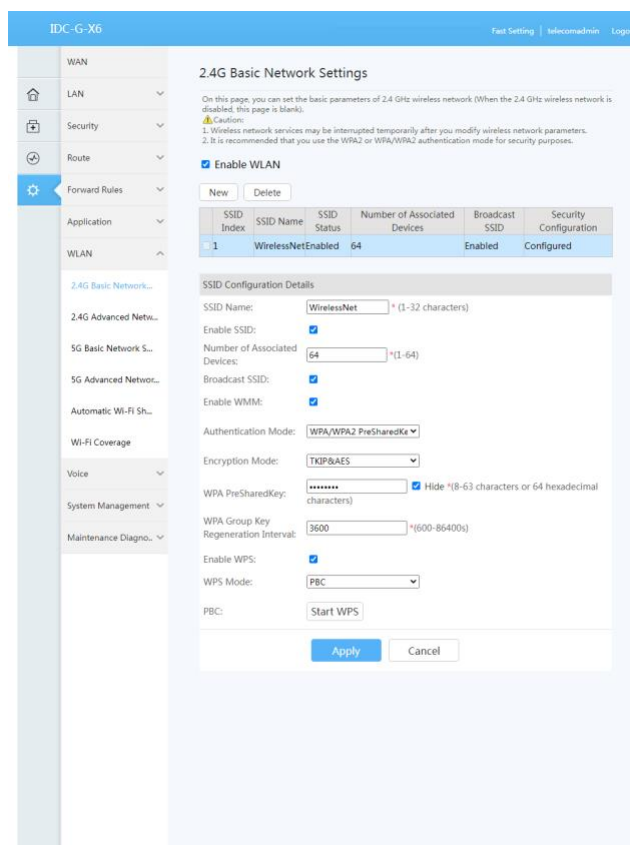 IDC-G-X6
Fast Setting | telecomadmin Logo
WAN
LAN
Security
Route
Forward Rules
Application
WLAN
2.4G Basic Network...
2.4G Advanced Netw...
5G Basic Network S...
5G Advanced Networ...
Automatic Wi-Fi Sh...
Wi-Fi Coverage
Voice
System Management
Maintenance Diagno...
2.4G Basic Network Settings
On this page, you can set the basic parameters of 2.4 GHz wireless network (When the 2.4 GHz wireless network is
disabled, this page is blank).
Caution:
1. Wireless network services may be interrupted temporarily after you modify wireless network parameters.
2. It is recommended that you use the WPA2 or WPA/WPA2 authentication mode for security purposes.
Enable WLAN
New Delete
SSID Index SSID Name SSID Status Number of Associated Devices Broadcast SSID Security Configuration
1 WirelessNet Enabled 64 Enabled Configured
SSID Configuration Details
SSID Name: WirelessNet * (1-32 characters)
Enable SSID:
Number of Associated
Devices: 64 *(1-64)
Broadcast SSID:
Enable WMM:
Authentication Mode: WPA/WPA2 PreSharedKe
Encryption Mode: TKIP&AES
WPA PreSharedKey: •••••••• Hide *(8-63 characters or 64 hexadecimal
characters)
WPA Group Key
Regeneration Interval: 3600 *(600-86400s)
Enable WPS:
WPS Mode: PBC
PBC: Start WPS
Apply Cancel